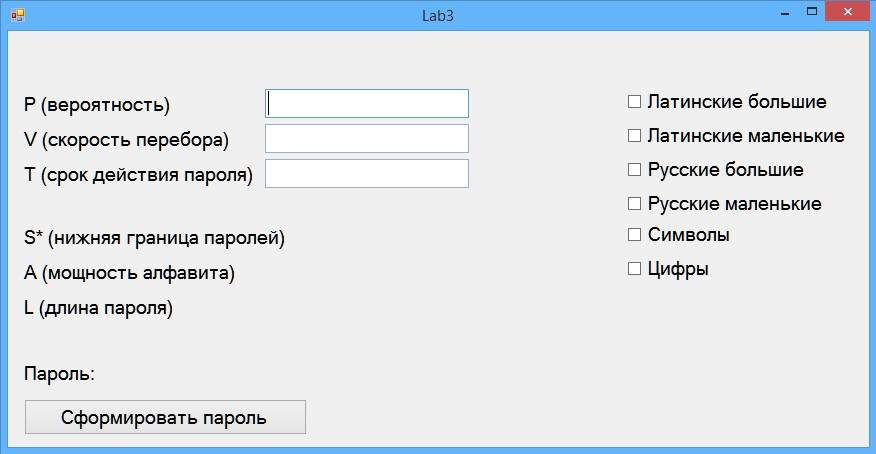 Lab3
P (вероятность)
V (скорость перебора)
T (срок действия пароля)
S* (нижняя граница паролей)
A (мощность алфавита)
L (длина пароля)
Пароль:
Сформировать пароль
Латинские большие
Латинские маленькие
Русские большие
Русские маленькие
Символы
Цифры